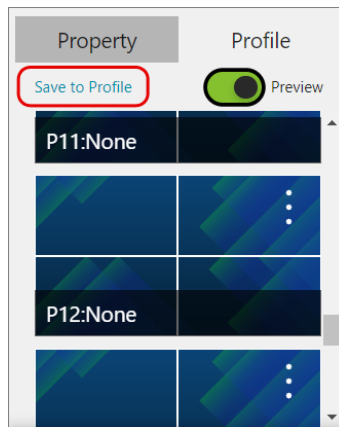 Property Profile
Save to Profile Preview
P11:None
P12:None